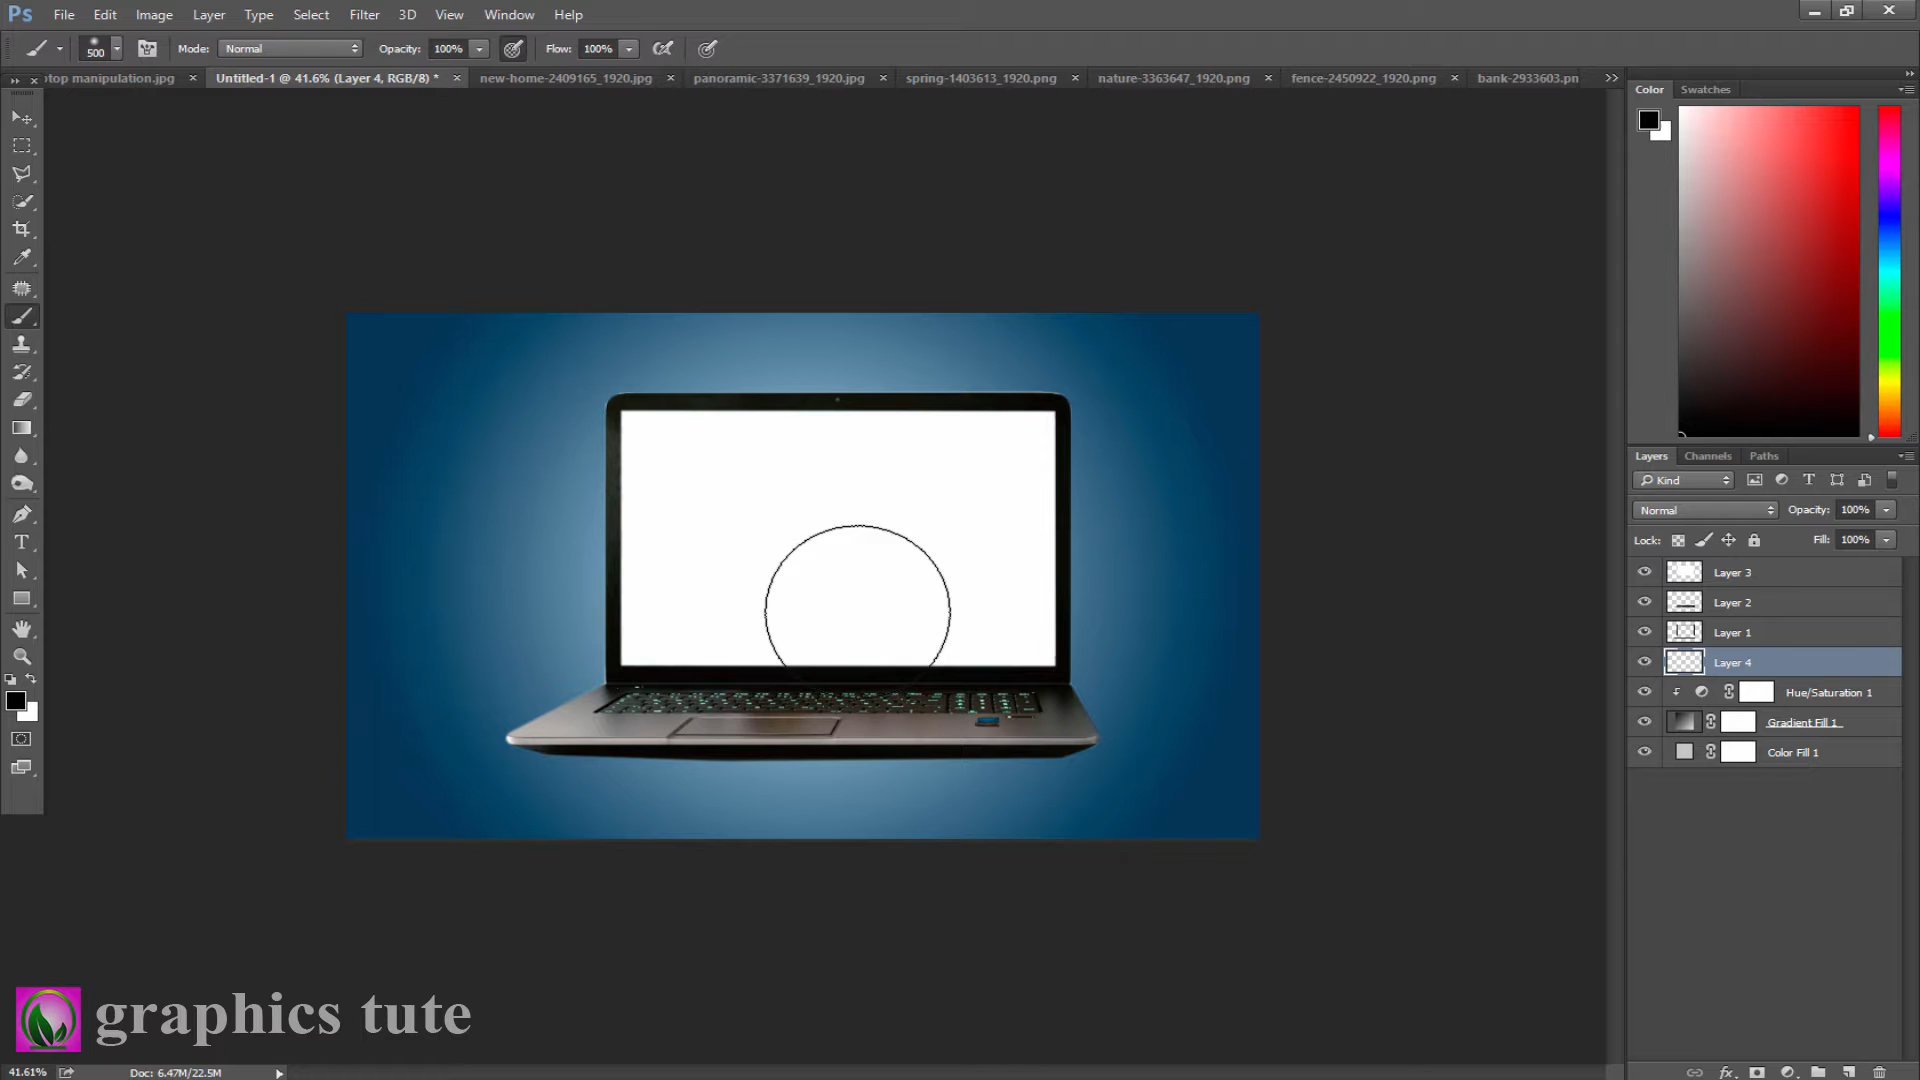 Ps File Edit Image Layer Type Select Filter 3D View Window Help
500 Mode: Normal Opacity: 100% Flow: 100%
top manipulation.jpg × Untitled-1 @ 41.6% (Layer 4, RGB/8) * × new-home-2409165_1920.jpg × panoramic-3371639_1920.jpg × spring-1403613_1920.png × nature-3363647_1920.png × fence-2450922_1920.png × bank-2933603.pn >>
Color Swatches
Layers Channels Paths
Kind
Normal Opacity: 100%
Lock: Fill: 100%
Layer 3
Layer 2
Layer 1
Layer 4
Hue/Saturation 1
Gradient Fill 1
Color Fill 1
graphics tute
41.61% Doc: 6.47M/22.5M